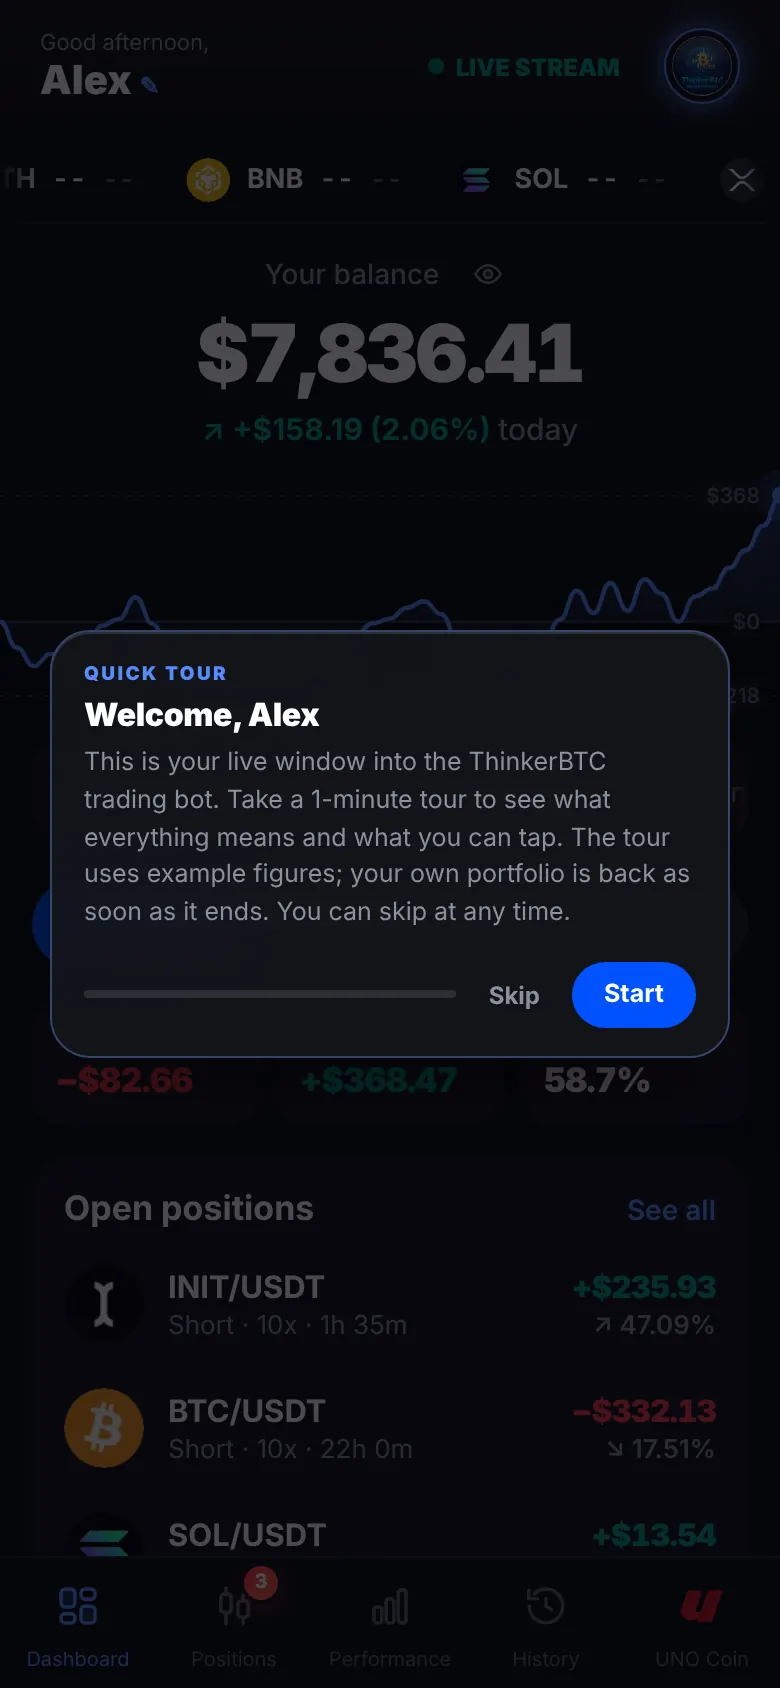 Good afternoon,
Alex
LIVE STREAM
TH -- --
BNB -- --
SOL -- --
Your balance
$7,836.41
+$158.19 (2.06%) today
$368
$0
218
QUICK TOUR
Welcome, Alex
This is your live window into the ThinkerBTC
trading bot. Take a 1-minute tour to see what
everything means and what you can tap. The tour
uses example figures; your own portfolio is back as
soon as it ends. You can skip at any time.
Skip
Start
−$82.66
+$368.47
58.7%
Open positions
See all
INIT/USDT
+$235.93
Short · 10x · 1h 35m
47.09%
BTC/USDT
−$332.13
Short · 10x · 22h 0m
17.51%
SOL/USDT
+$13.54
3
Dashboard
Positions
Performance
History
UNO Coin